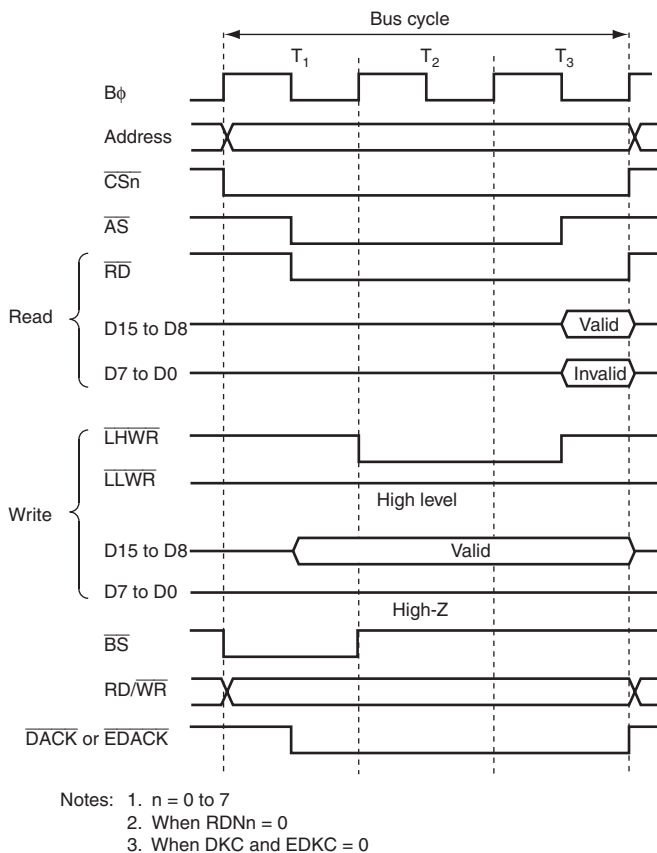 Bus cycle
T1 T2 T3
Bφ
Address
CSn
AS
RD
Read
D15 to D8 Valid
D7 to D0 Invalid
LHWR
LLWR
High level
Write
D15 to D8 Valid
D7 to D0
High-Z
BS
RD/WR
DACK or EDACK
Notes: 1. n = 0 to 7
2. When RDNn = 0
3. When DKC and EDKC = 0